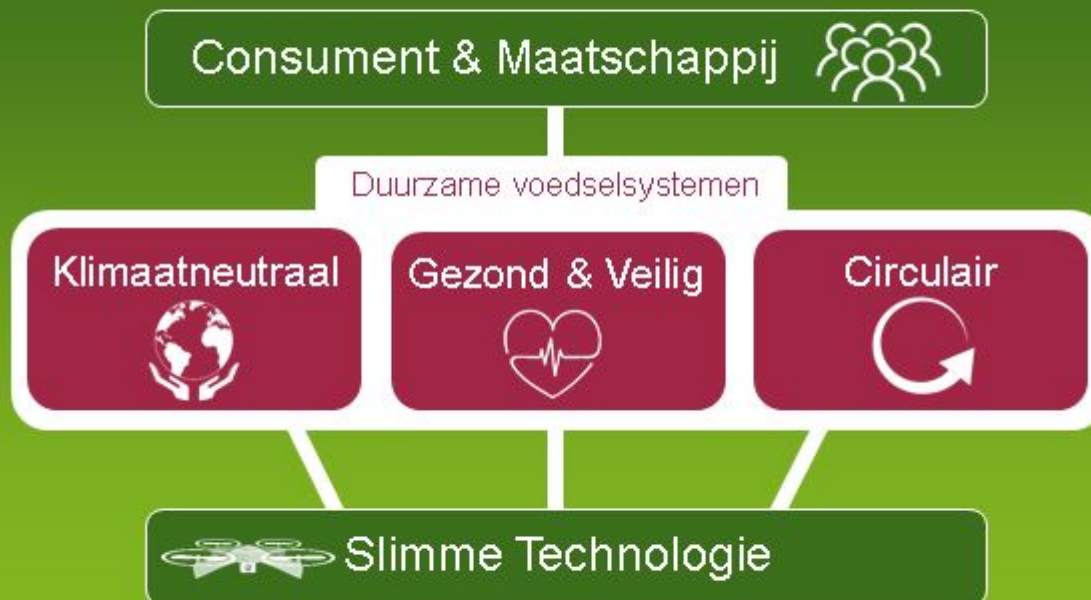 Consument & Maatschappij
Duurzame voedselsystemen
Klimaatneutraal
Gezond & Veilig
Circulair
Slimme Technologie